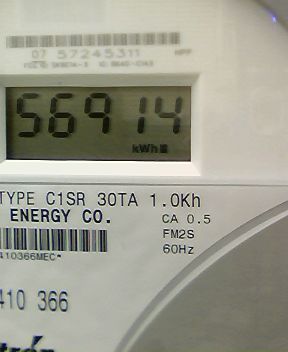 07 57245311
56914
kWh
TYPE C1SR 30TA 1.0Kh
ENERGY CO.
CA 0.5
FM2S
60Hz
410366MEC*
410 366